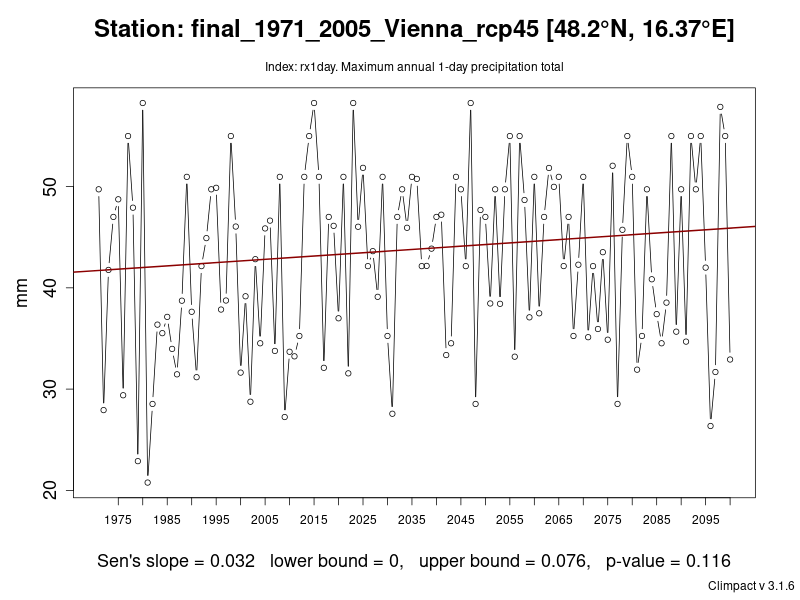 Station: final_1971_2005_Vienna_rcp45 [48.2°N, 16.37°E]
Index: rx1day. Maximum annual 1-day precipitation total
50
40
30
20
mm
1975 1985 1995 2005 2015 2025 2035 2045 2055 2065 2075 2085 2095
Sen's slope = 0.032 lower bound = 0, upper bound = 0.076, p-value = 0.116
Climpact v 3.1.6